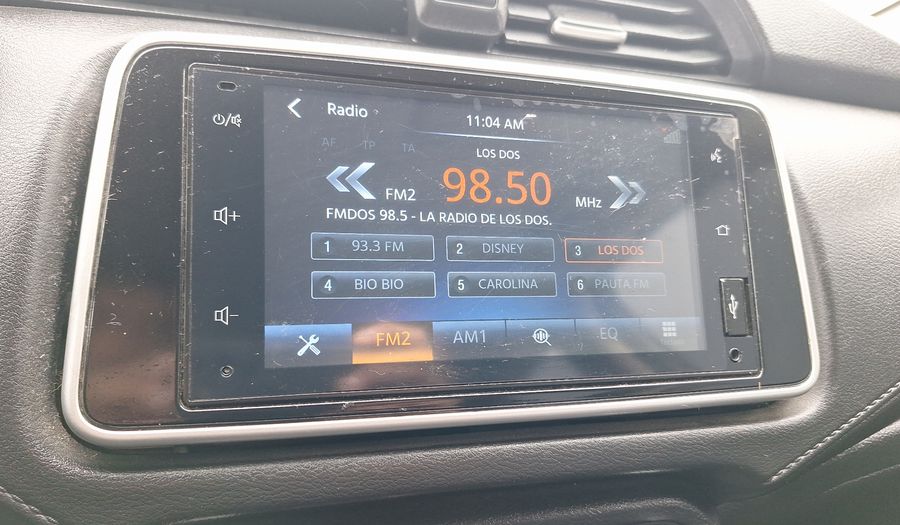 Radio
11:04 AM
AF TP TA
LOS DOS
FM2 98.50 MHz
FMDOS 98.5 - LA RADIO DE LOS DOS.
1 93.3 FM 2 DISNEY 3 LOS DOS
4 BIO BIO 5 CAROLINA 6 PAUTA FM
FM2 AM1 EQ